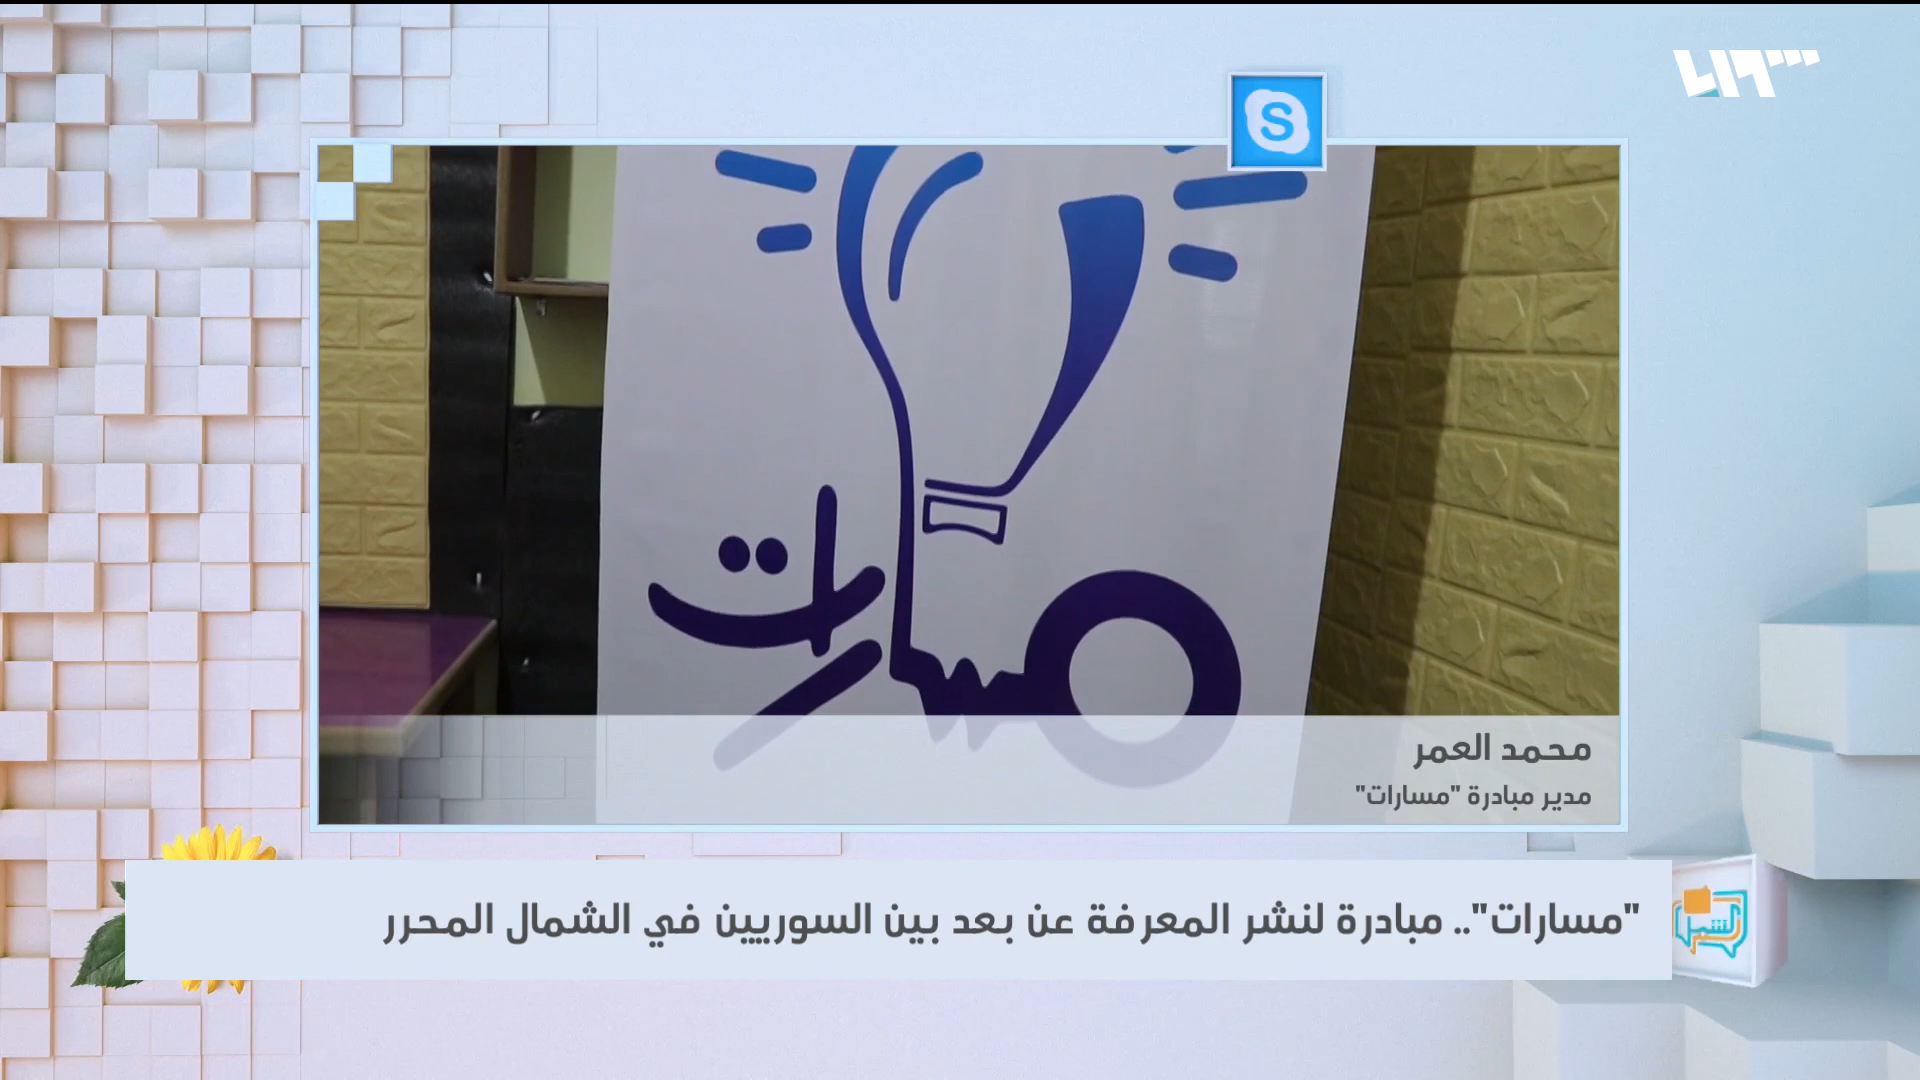 S
مسارات
محمد العمر
مدير مبادرة "مسارات"
"مسارات".. مبادرة لنشر المعرفة عن بعد بين السوريين في الشمال المحرر